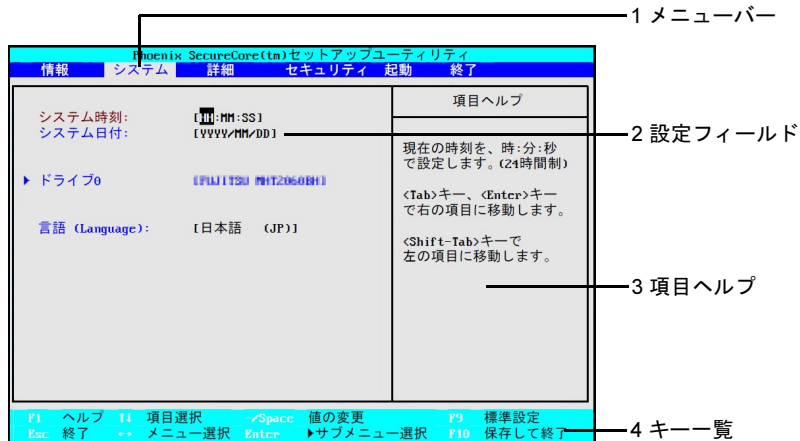 1 メニューバー
Phoenix SecureCore(tm)セットアップユーティリティ
情報 システム 詳細 セキュリティ 起動 終了
システム時刻: [HH:MM:SS]
システム日付: [YYYY/MM/DD]
▶ ドライブ0 [FUJITSU MHT2060BH]
言語 (Language): [日本語 (JP)]
項目ヘルプ
現在の時刻を、時:分:秒
で設定します。(24時間制)
<Tab>キー、<Enter>キー
で右の項目に移動します。
<Shift-Tab>キーで
左の項目に移動します。
2 設定フィールド
3 項目ヘルプ
F1 ヘルプ ↑↓ 項目選択 -/Space 値の変更 F9 標準設定
Esc 終了 ↔ メニュー選択 Enter ▶サブメニュー選択 F10 保存して終了
4 キー一覧